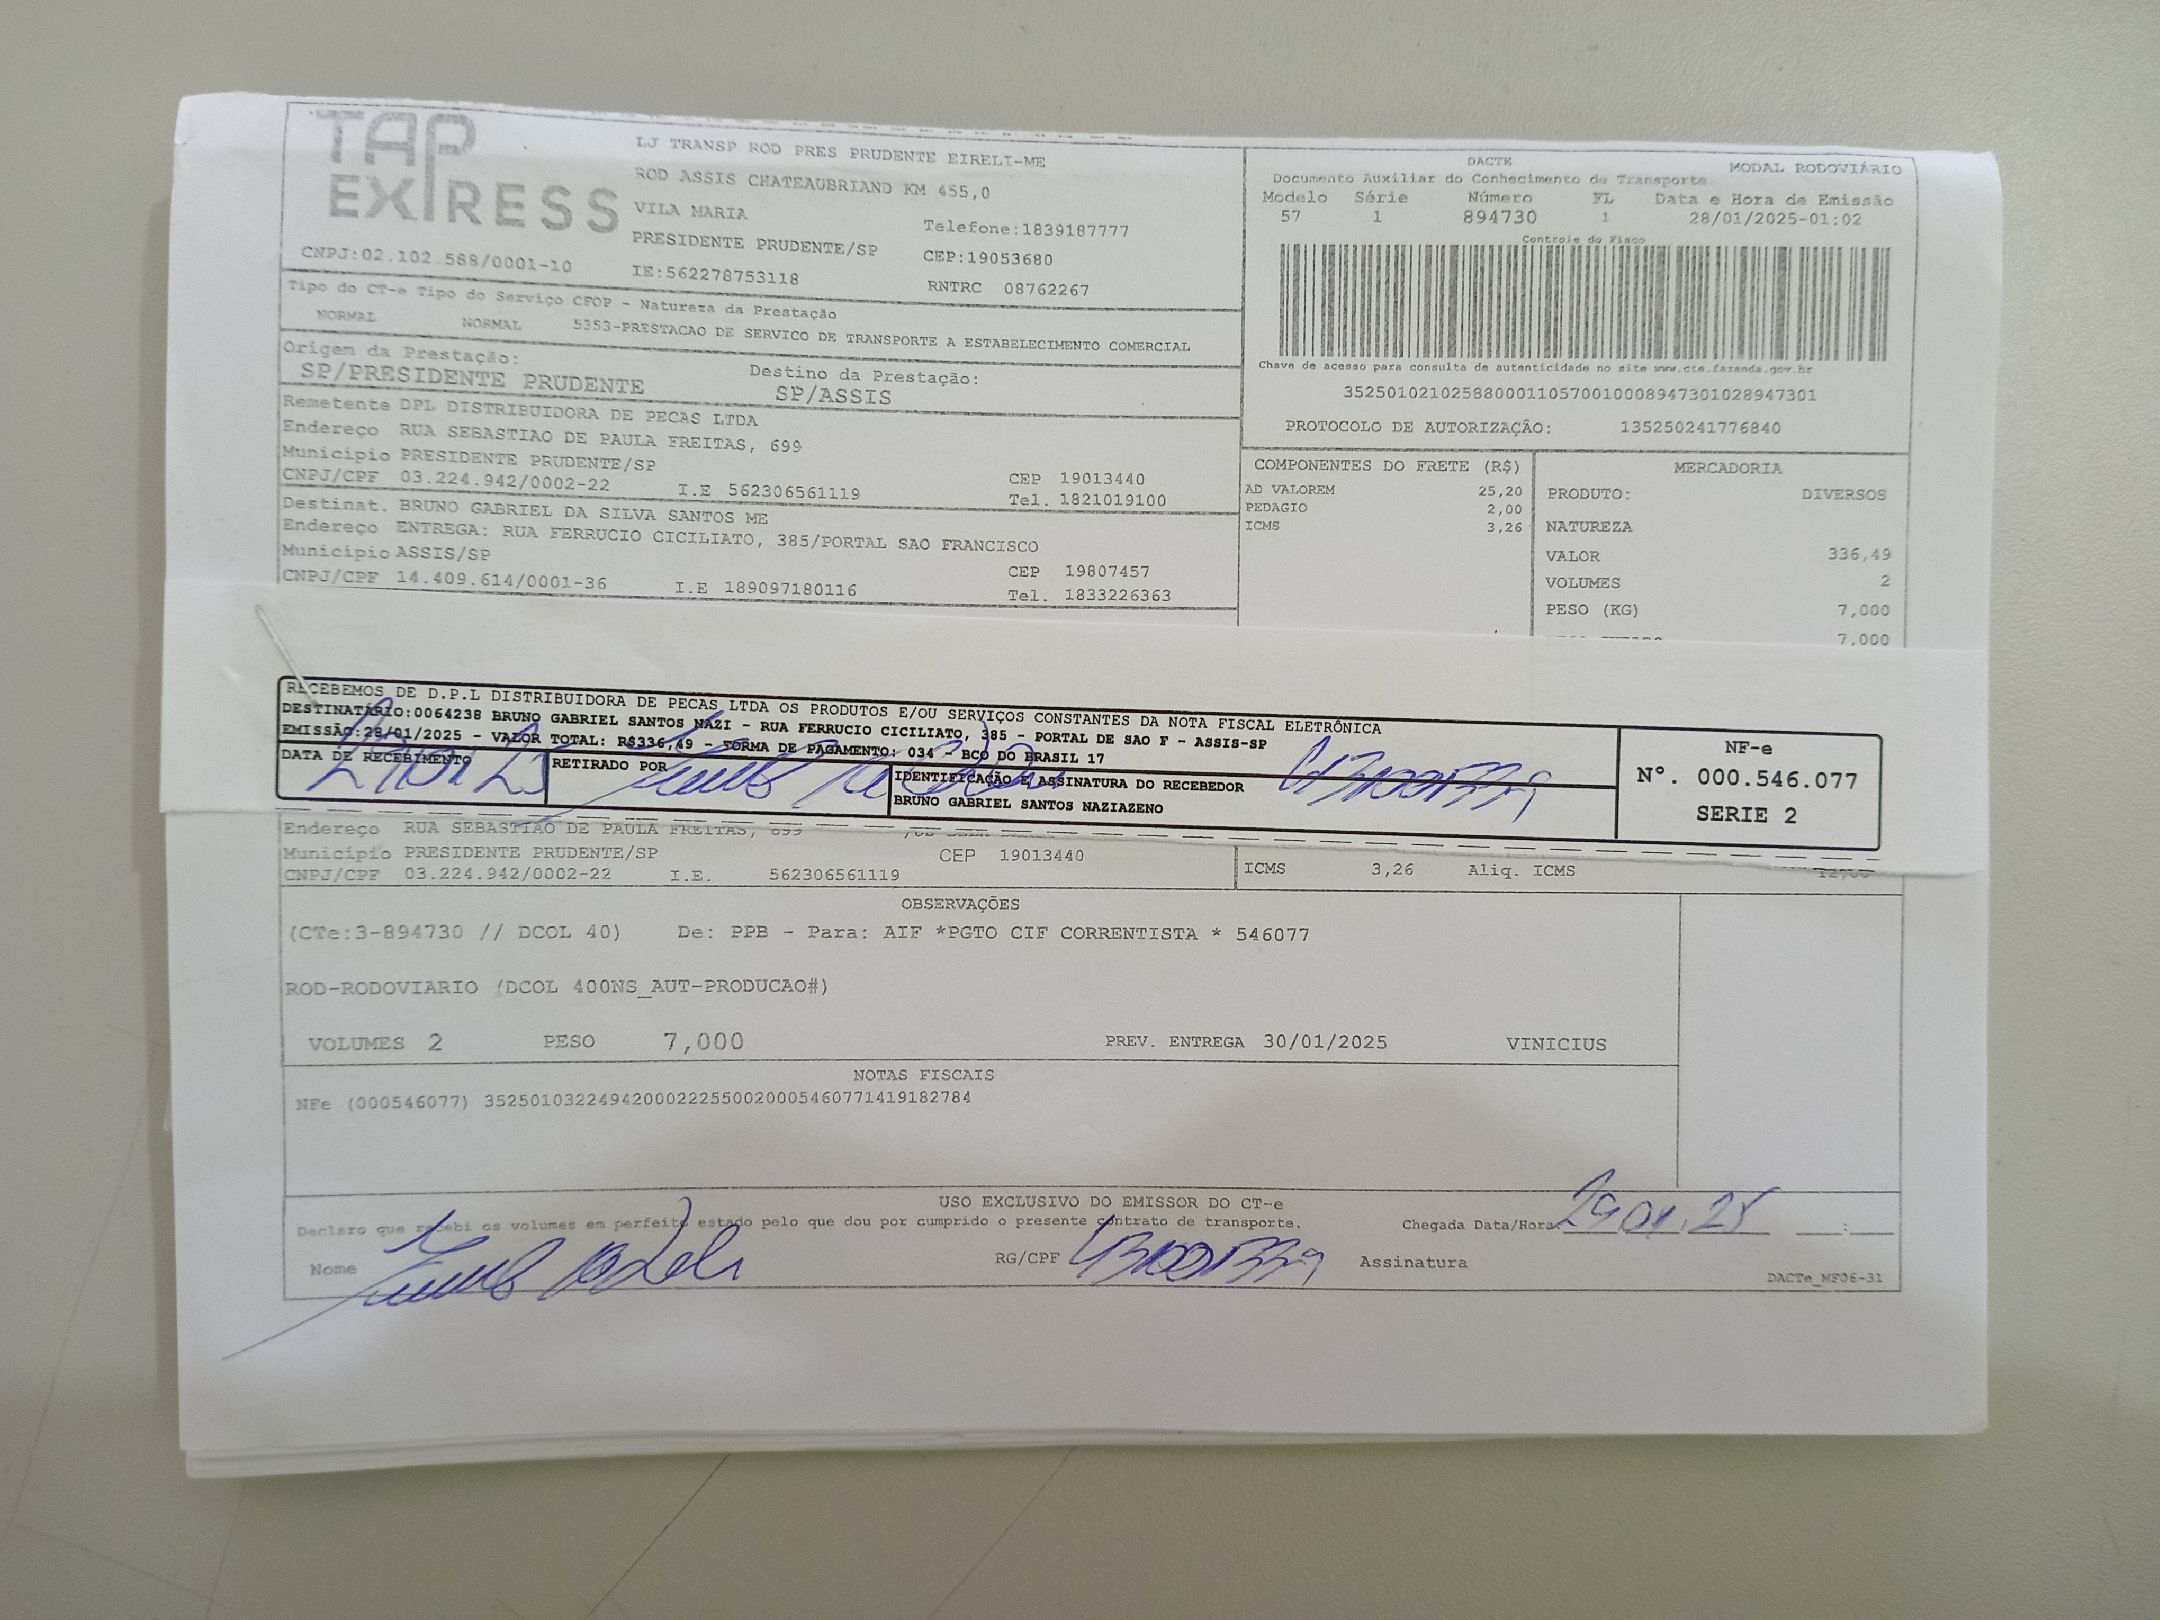 TAP EXPRESS
LJ TRANSP ROD PRES PRUDENTE EIRELI-ME
ROD ASSIS CHATEAUBRIAND KM 455,0
VILA MARIA
Telefone:1839187777
PRESIDENTE PRUDENTE/SP
CEP:19053680
CNPJ:02.102.588/0001-10
IE:562278753118
RNTRC 08762267
Tipo do CT-e Tipo do Serviço CFOP - Natureza da Prestação
NORMAL NORMAL 5353-PRESTACAO DE SERVICO DE TRANSPORTE A ESTABELECIMENTO COMERCIAL
Origem da Prestação:
SP/PRESIDENTE PRUDENTE
Destino da Prestação:
SP/ASSIS
Remetente DPL DISTRIBUIDORA DE PECAS LTDA
Endereço RUA SEBASTIAO DE PAULA FREITAS, 699
Município PRESIDENTE PRUDENTE/SP
CEP 19013440
CNPJ/CPF 03.224.942/0002-22 I.E 562306561119
Tel. 1821019100
Destinat. BRUNO GABRIEL DA SILVA SANTOS ME
Endereço ENTREGA: RUA FERRUCIO CICILIATO, 385/PORTAL SAO FRANCISCO
Município ASSIS/SP
CEP 19807457
CNPJ/CPF 14.409.614/0001-36 I.E 189097180116
Tel. 1833226363
DACTE MODAL RODOVIÁRIO
Documento Auxiliar do Conhecimento de Transporte
Modelo Série Número FL Data e Hora de Emissão
57 1 894730 1 28/01/2025-01:02
Controle do Fisco
Chave de acesso para consulta de autenticidade no site www.cte.fazenda.gov.br
35250102102588000110570010008947301028947301
PROTOCOLO DE AUTORIZAÇÃO: 135250241776840
COMPONENTES DO FRETE (R$)
AD VALOREM 25,20
PEDAGIO 2,00
ICMS 3,26
MERCADORIA
PRODUTO: DIVERSOS
NATUREZA
VALOR 336,49
VOLUMES 2
PESO (KG) 7,000
7,000
RECEBEMOS DE D.P.L DISTRIBUIDORA DE PECAS LTDA OS PRODUTOS E/OU SERVIÇOS CONSTANTES DA NOTA FISCAL ELETRÔNICA
DESTINATÁRIO:0064238 BRUNO GABRIEL SANTOS NAZI - RUA FERRUCIO CICILIATO, 385 - PORTAL DE SAO F - ASSIS-SP
EMISSÃO:28/01/2025 - VALOR TOTAL: R$336,49 - FORMA DE PAGAMENTO: 034 - BCO DO BRASIL 17
DATA DE RECEBIMENTO
RETIRADO POR
IDENTIFICAÇÃO E ASSINATURA DO RECEBEDOR
BRUNO GABRIEL SANTOS NAZIAZENO
NF-e
Nº. 000.546.077
SERIE 2
Endereço RUA SEBASTIAO DE PAULA FREITAS, 699
Município PRESIDENTE PRUDENTE/SP CEP 19013440
CNPJ/CPF 03.224.942/0002-22 I.E. 562306561119
ICMS 3,26 Aliq. ICMS
OBSERVAÇÕES
(CTe:3-894730 // DCOL 40) De: PPB - Para: AIF *PGTO CIF CORRENTISTA * 546077
ROD-RODOVIARIO (DCOL 400NS_AUT-PRODUCAO#)
VOLUMES 2 PESO 7,000 PREV. ENTREGA 30/01/2025 VINICIUS
NOTAS FISCAIS
NFe (000546077) 35250103224942000222550020005460771419182784
USO EXCLUSIVO DO EMISSOR DO CT-e
Declaro que recebi os volumes em perfeito estado pelo que dou por cumprido o presente contrato de transporte.
Chegada Data/Hora: 29 01.25 :
Nome RG/CPF Assinatura
DACTe_MF06-31